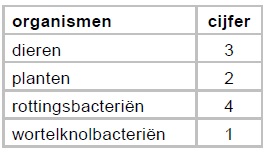 organismen cijfer
dieren 3
planten 2
rottingsbacteriën 4
wortelknolbacteriën 1